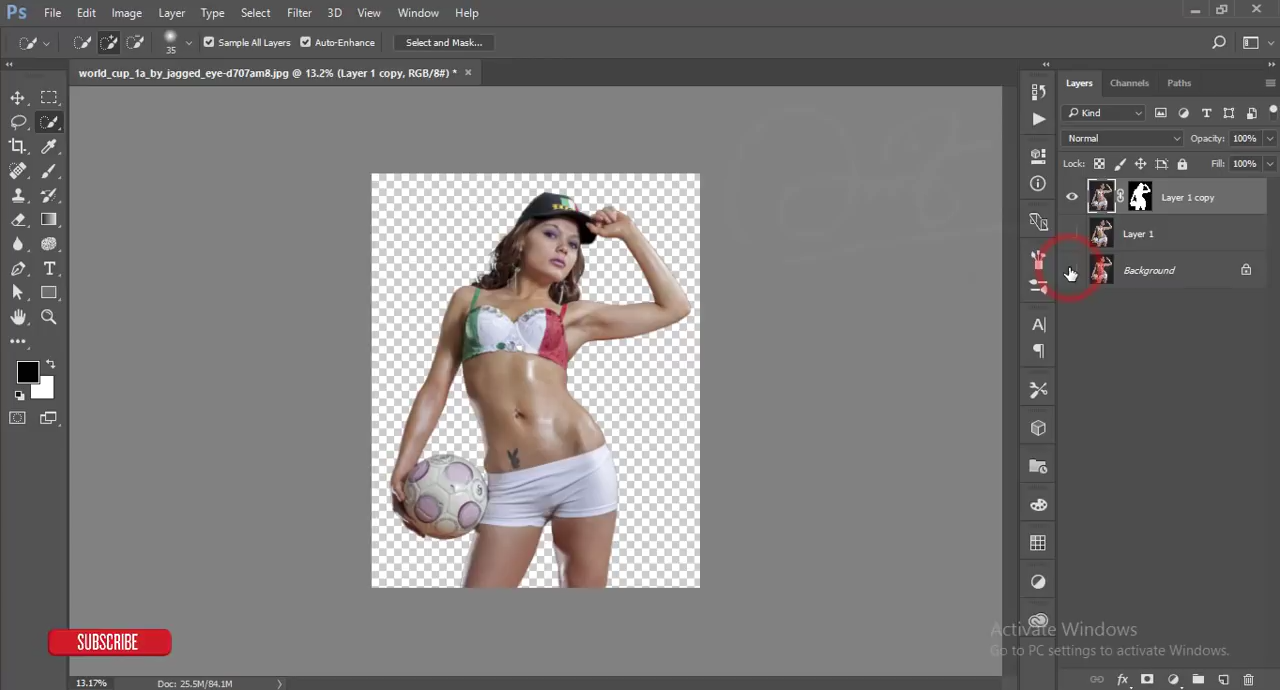 Ps File Edit Image Layer Type Select Filter 3D View Window Help
35 Sample All Layers Auto-Enhance Select and Mask...
world_cup_1a_by_jagged_eye-d707am8.jpg @ 13.2% (Layer 1 copy, RGB/8#) * ×
Layers Channels Paths
Kind
Normal Opacity: 100%
Lock: Fill: 100%
Layer 1 copy
Layer 1
Background
SUBSCRIBE
Activate Windows
Go to PC settings to activate Windows.
13.17% Doc: 25.5M/84.1M